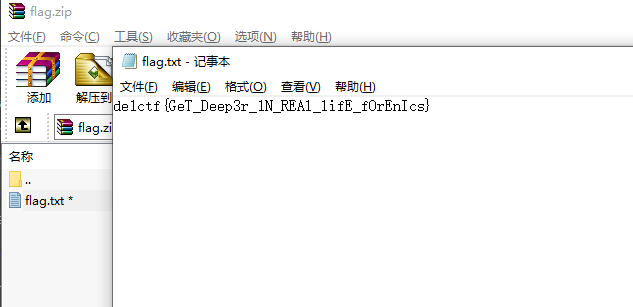 flag.zip
文件(F) 命令(C) 工具(S) 收藏夹(O) 选项(N) 帮助(H)
添加 解压到
flag.zi
名称
..
flag.txt *
flag.txt - 记事本
文件(F) 编辑(E) 格式(O) 查看(V) 帮助(H)
de1ctf{GeT_Deep3r_1N_REA1_lifE_fOrEnIcs}